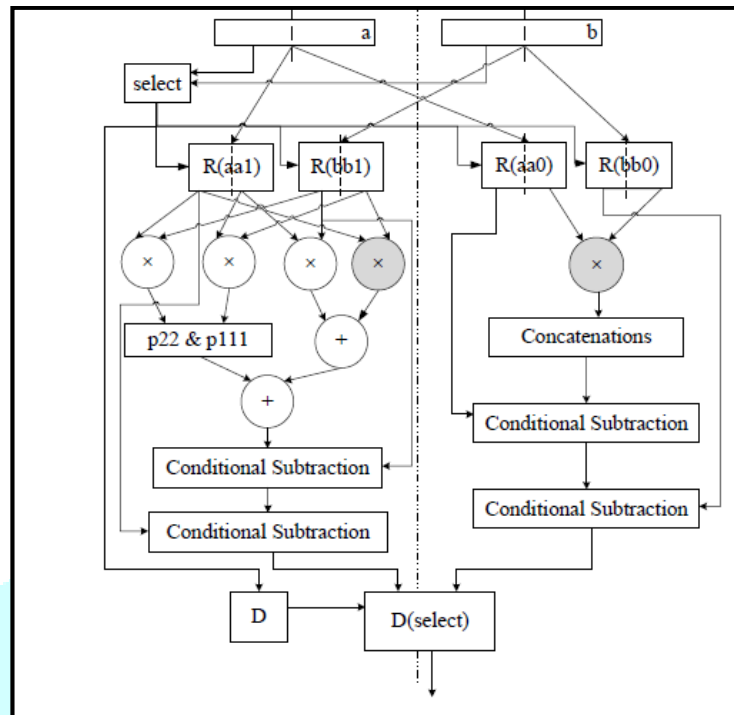 a
b
select
R(aa1)
R(bb1)
R(aa0)
R(bb0)
×
×
×
×
×
p22 & p111
+
Concatenations
+
Conditional Subtraction
Conditional Subtraction
Conditional Subtraction
Conditional Subtraction
D
D(select)